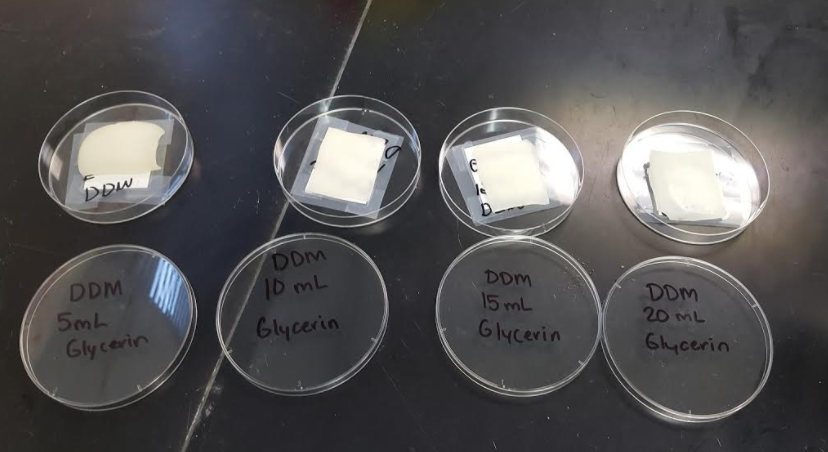 DDW
DDM
5mL
Glycerin
DDM
10 mL
Glycerin
DDM
15mL
Glycerin
DDM
20 mL
Glycerin